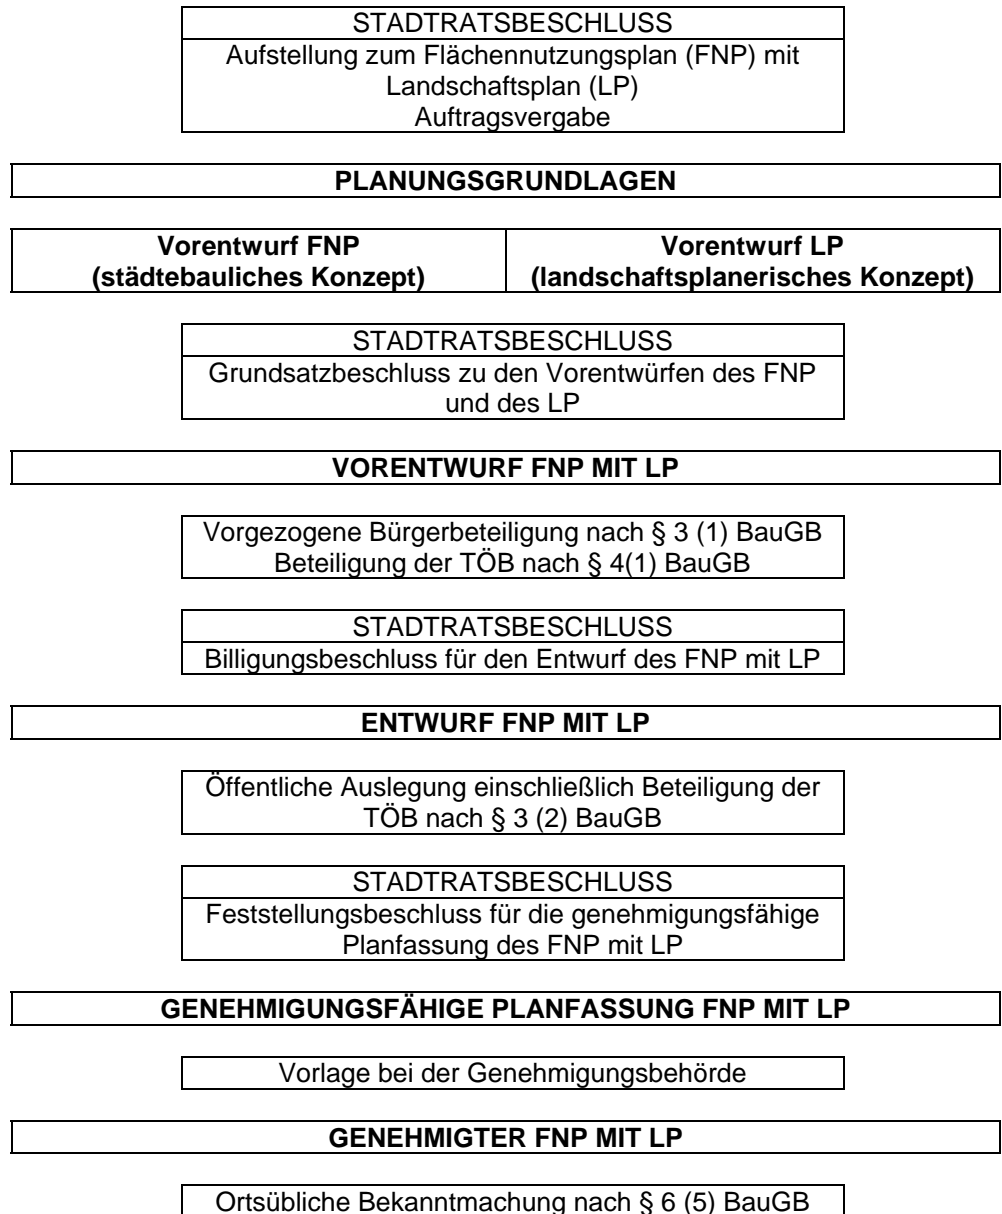 STADTRATSBESCHLUSS
Aufstellung zum Flächennutzungsplan (FNP) mit
Landschaftsplan (LP)
Auftragsvergabe
PLANUNGSGRUNDLAGEN
Vorentwurf FNP
(städtebauliches Konzept)
Vorentwurf LP
(landschaftsplanerisches Konzept)
STADTRATSBESCHLUSS
Grundsatzbeschluss zu den Vorentwürfen des FNP
und des LP
VORENTWURF FNP MIT LP
Vorgezogene Bürgerbeteiligung nach § 3 (1) BauGB
Beteiligung der TÖB nach § 4(1) BauGB
STADTRATSBESCHLUSS
Billigungsbeschluss für den Entwurf des FNP mit LP
ENTWURF FNP MIT LP
Öffentliche Auslegung einschließlich Beteiligung der
TÖB nach § 3 (2) BauGB
STADTRATSBESCHLUSS
Feststellungsbeschluss für die genehmigungsfähige
Planfassung des FNP mit LP
GENEHMIGUNGSFÄHIGE PLANFASSUNG FNP MIT LP
Vorlage bei der Genehmigungsbehörde
GENEHMIGTER FNP MIT LP
Ortsübliche Bekanntmachung nach § 6 (5) BauGB